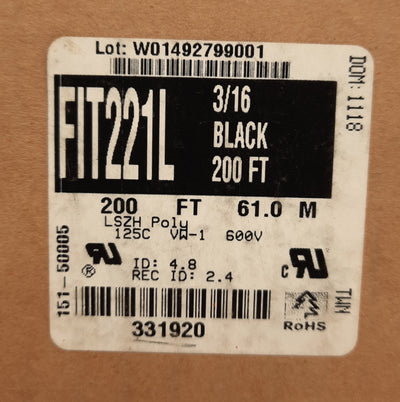 Lot: W01492799001
FIT221L
3/16
BLACK
200 FT
200 FT 61.0 M
LSZH Poly
125C VW-1 600V
ID: 4.8
REC ID: 2.4
331920
151-50005
DOM: 1118
TWM
c
®
RoHS